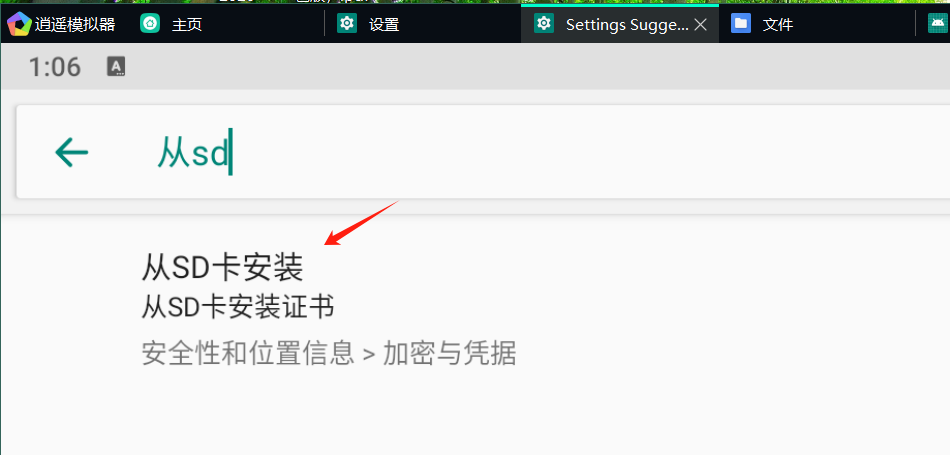 逍遥模拟器 主页 设置 Settings Sugge... 文件
1:06 A
从sd
从SD卡安装
从SD卡安装证书
安全性和位置信息 > 加密与凭据